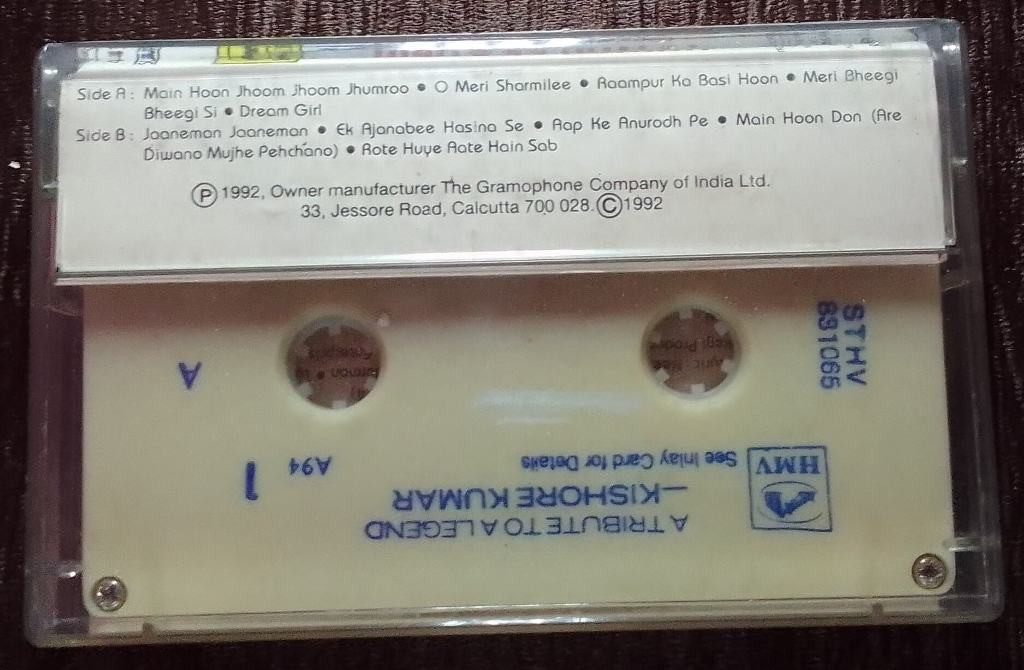 Side A : Main Hoon Jhoom Jhoom Jhumroo • O Meri Sharmilee • Raampur Ka Basi Hoon • Meri Bheegi
Bheegi Si • Dream Girl
Side B : Jaaneman Jaaneman • Ek Ajanabee Hasina Se • Aap Ke Anurodh Pe • Main Hoon Don (Are
Diwano Mujhe Pehchano) • Rote Huye Aate Hain Sab
Ⓟ 1992, Owner manufacturer The Gramophone Company of India Ltd.
33, Jessore Road, Calcutta 700 028. © 1992
A TRIBUTE TO A LEGEND
—KISHORE KUMAR
See Inlay Card for Details
HMV
A94
1
A
STHV
831065